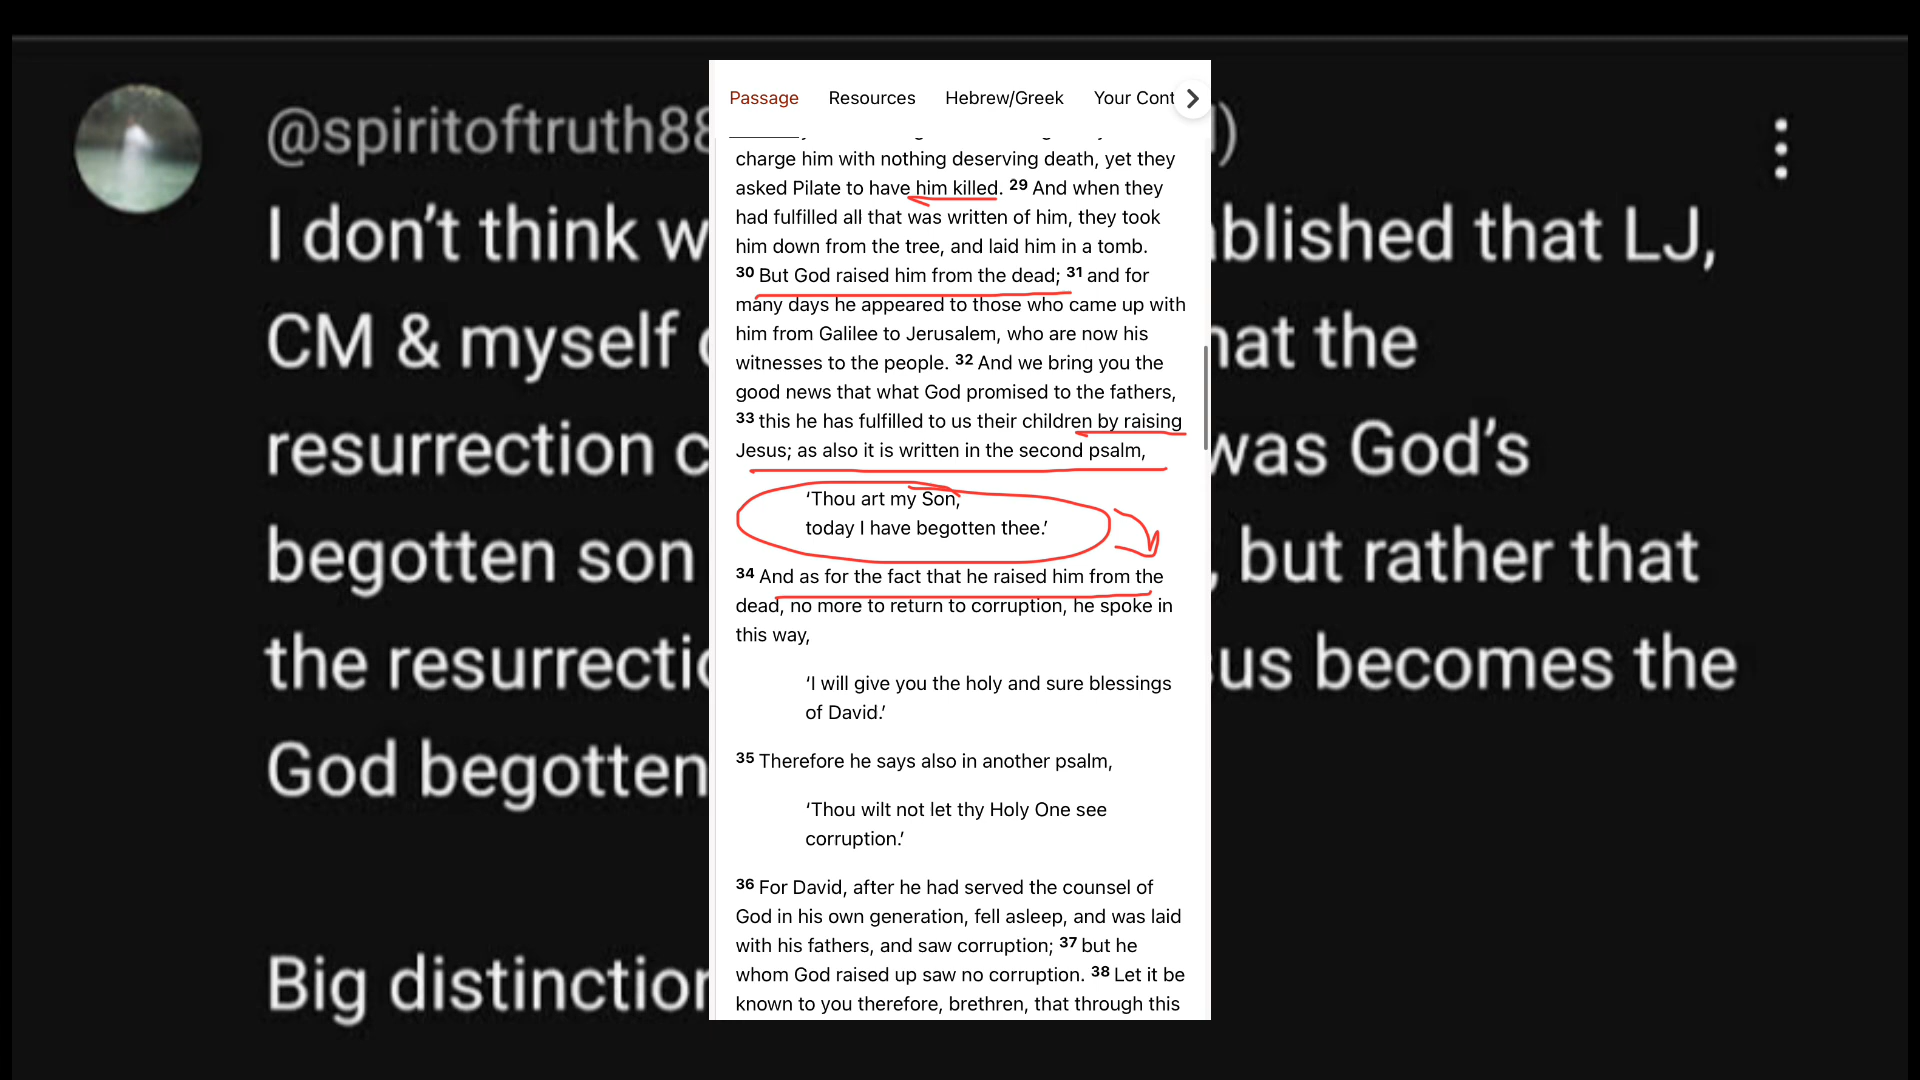 @spiritoftruth88
I don’t think
blished that LJ,
CM & myself
hat the
resurrection
was God’s
begotten son
, but rather that
the
us becomes the
God begotten
Big
Passage Resources Hebrew/Greek Your
charge him with nothing deserving death, yet they
asked Pilate to have him killed. 29 And when they
had fulfilled all that was written of him, they took
him down from the tree, and laid him in a tomb.
30 But God raised him from the dead; 31 and for
many days he appeared to those who came up with
him from Galilee to Jerusalem, who are now his
witnesses to the people. 32 And we bring you the
good news that what God promised to the fathers,
33 this he has fulfilled to us their children by raising
Jesus; as also it is written in the second psalm,
‘Thou art my Son,
today I have begotten thee.’
34 And as for the fact that he raised him from the
dead, no more to return to corruption, he spoke in
this way,
‘I will give you the holy and sure blessings
of David.’
35 Therefore he says also in another psalm,
‘Thou wilt not let thy Holy One see
corruption.’
36 For David, after he had served the counsel of
God in his own generation, fell asleep, and was laid
with his fathers, and saw corruption; 37 but he
whom God raised up saw no corruption. 38 Let it be
known to you therefore, brethren, that through this